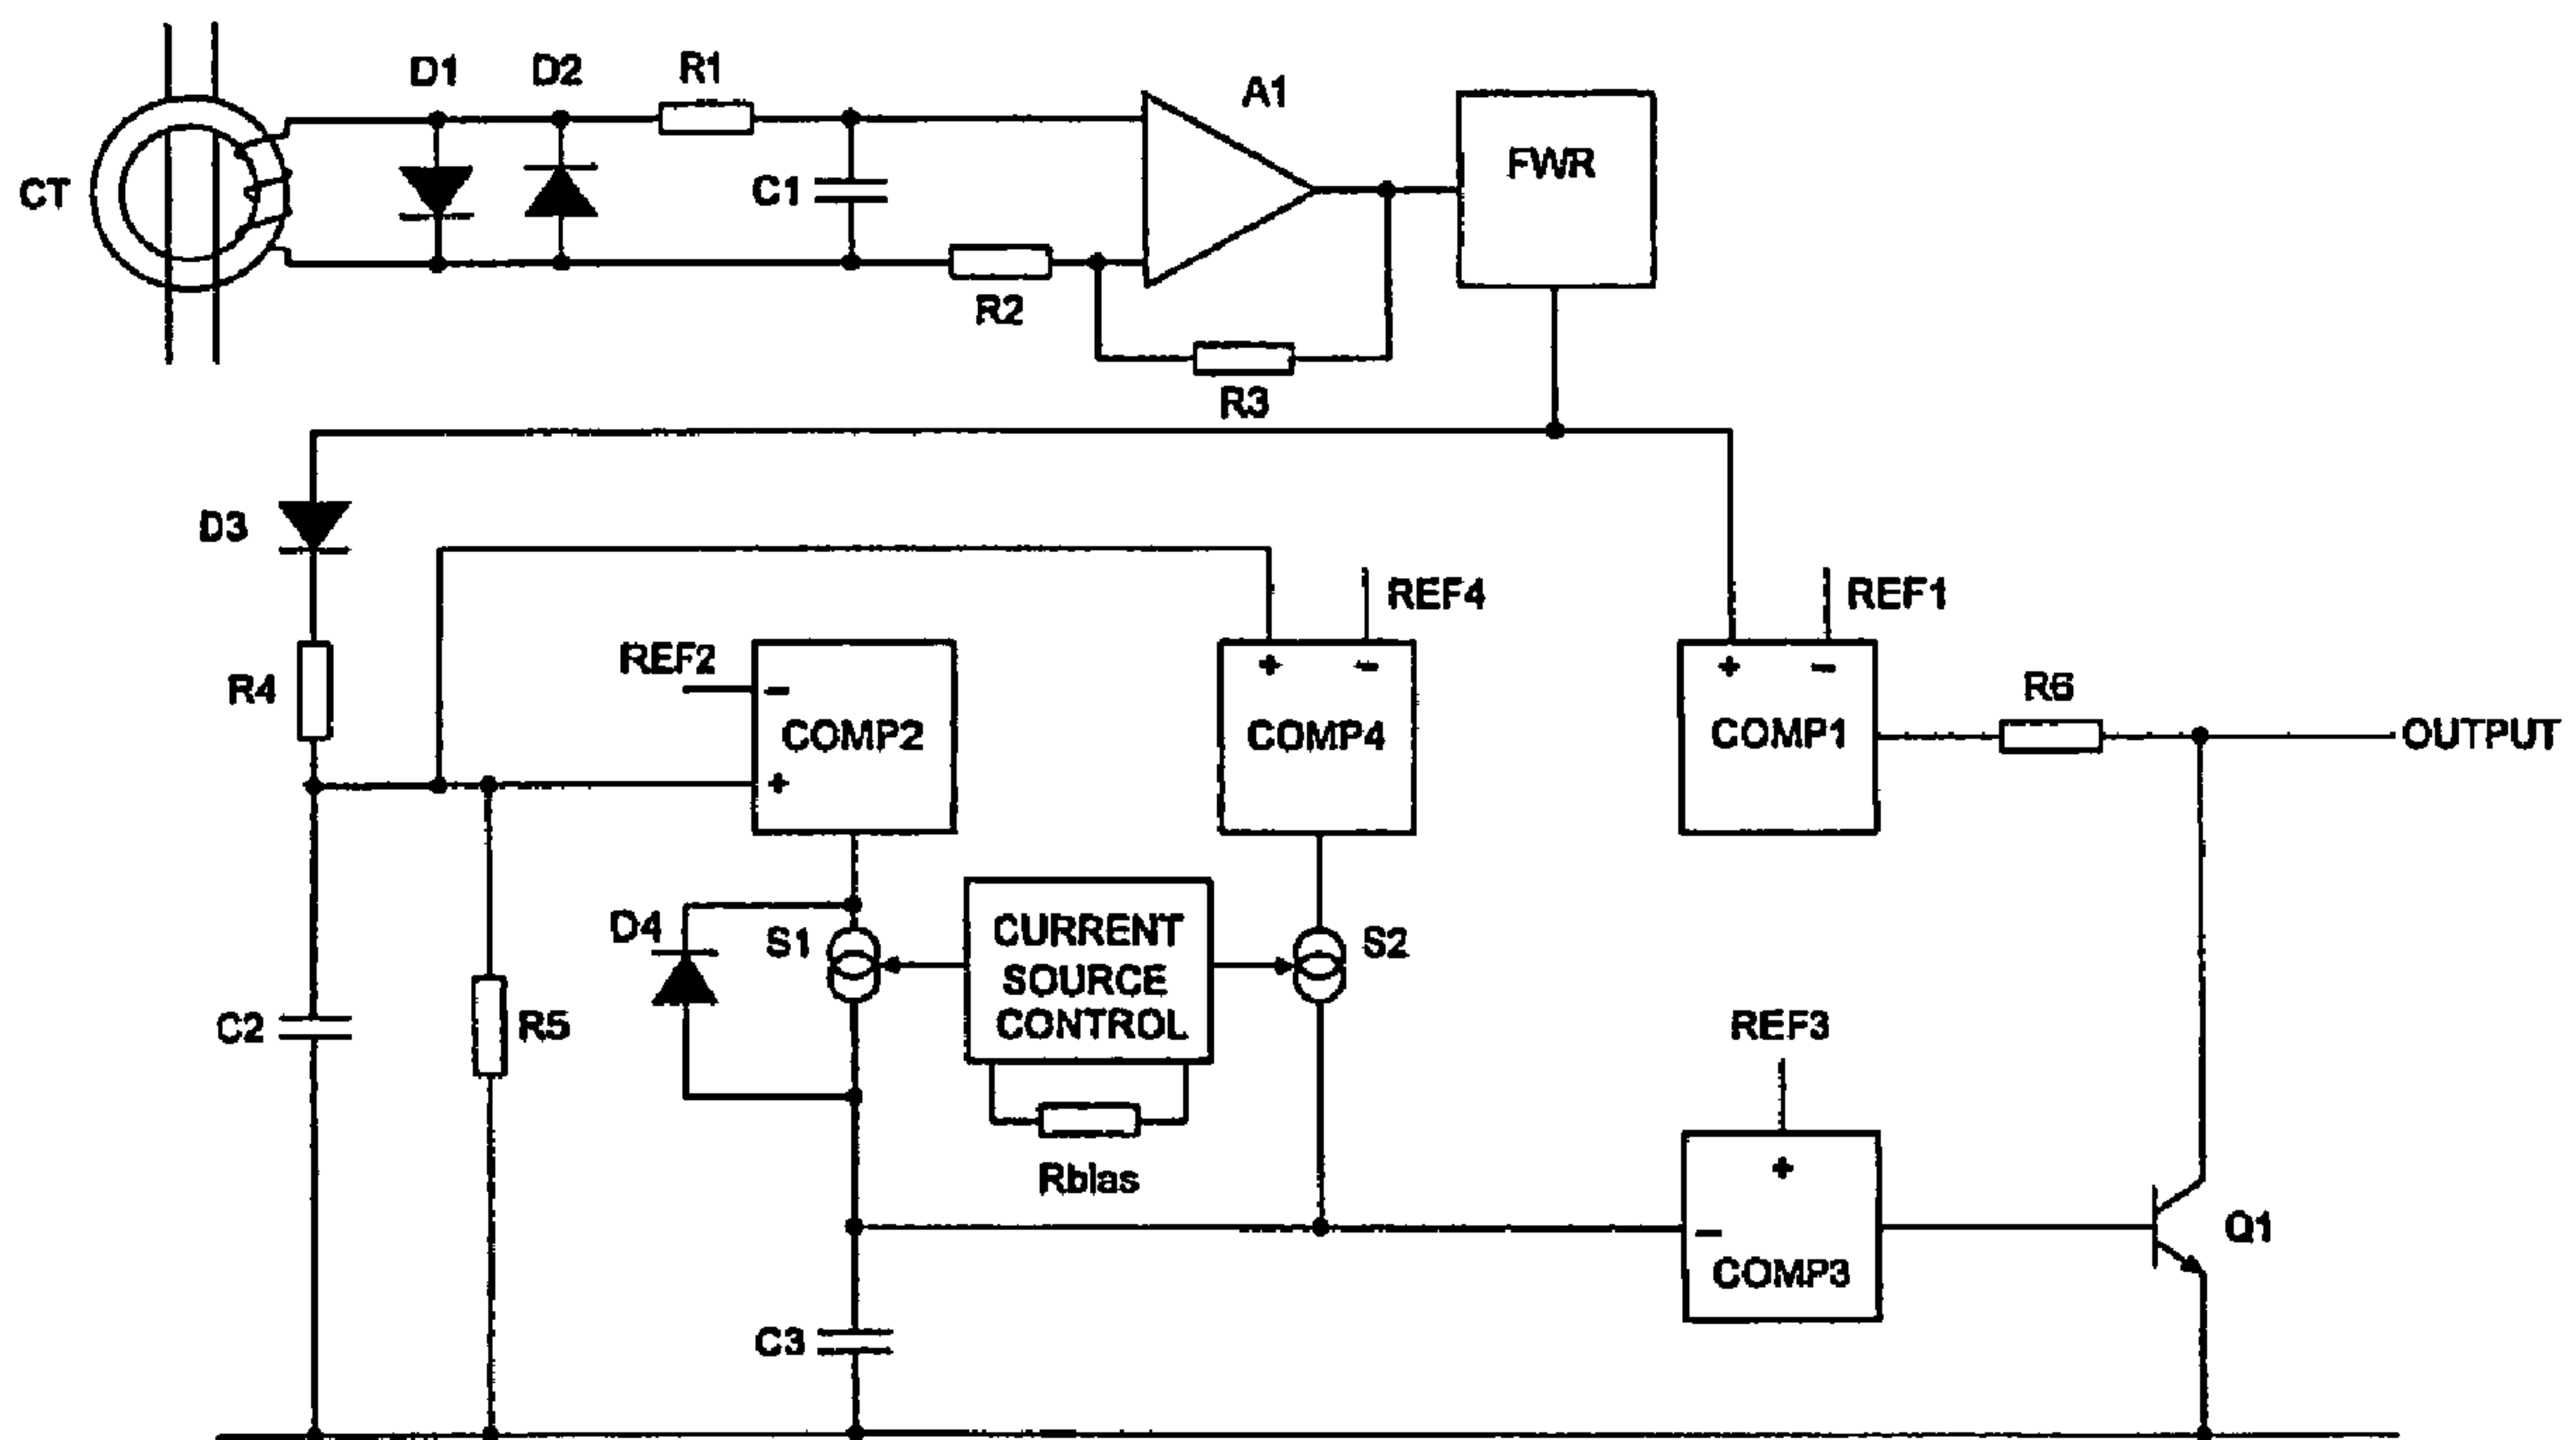 D1
D2
R1
A1
FWR
CT
C1
R2
R3
D3
REF4
REF1
REF2
+ -
+ -
R4
-
R6
COMP2
COMP4
COMP1
OUTPUT
+
D4
S1
CURRENT
SOURCE
CONTROL
S2
C2
R5
REF3
Rbias
+
-
Q1
COMP3
C3